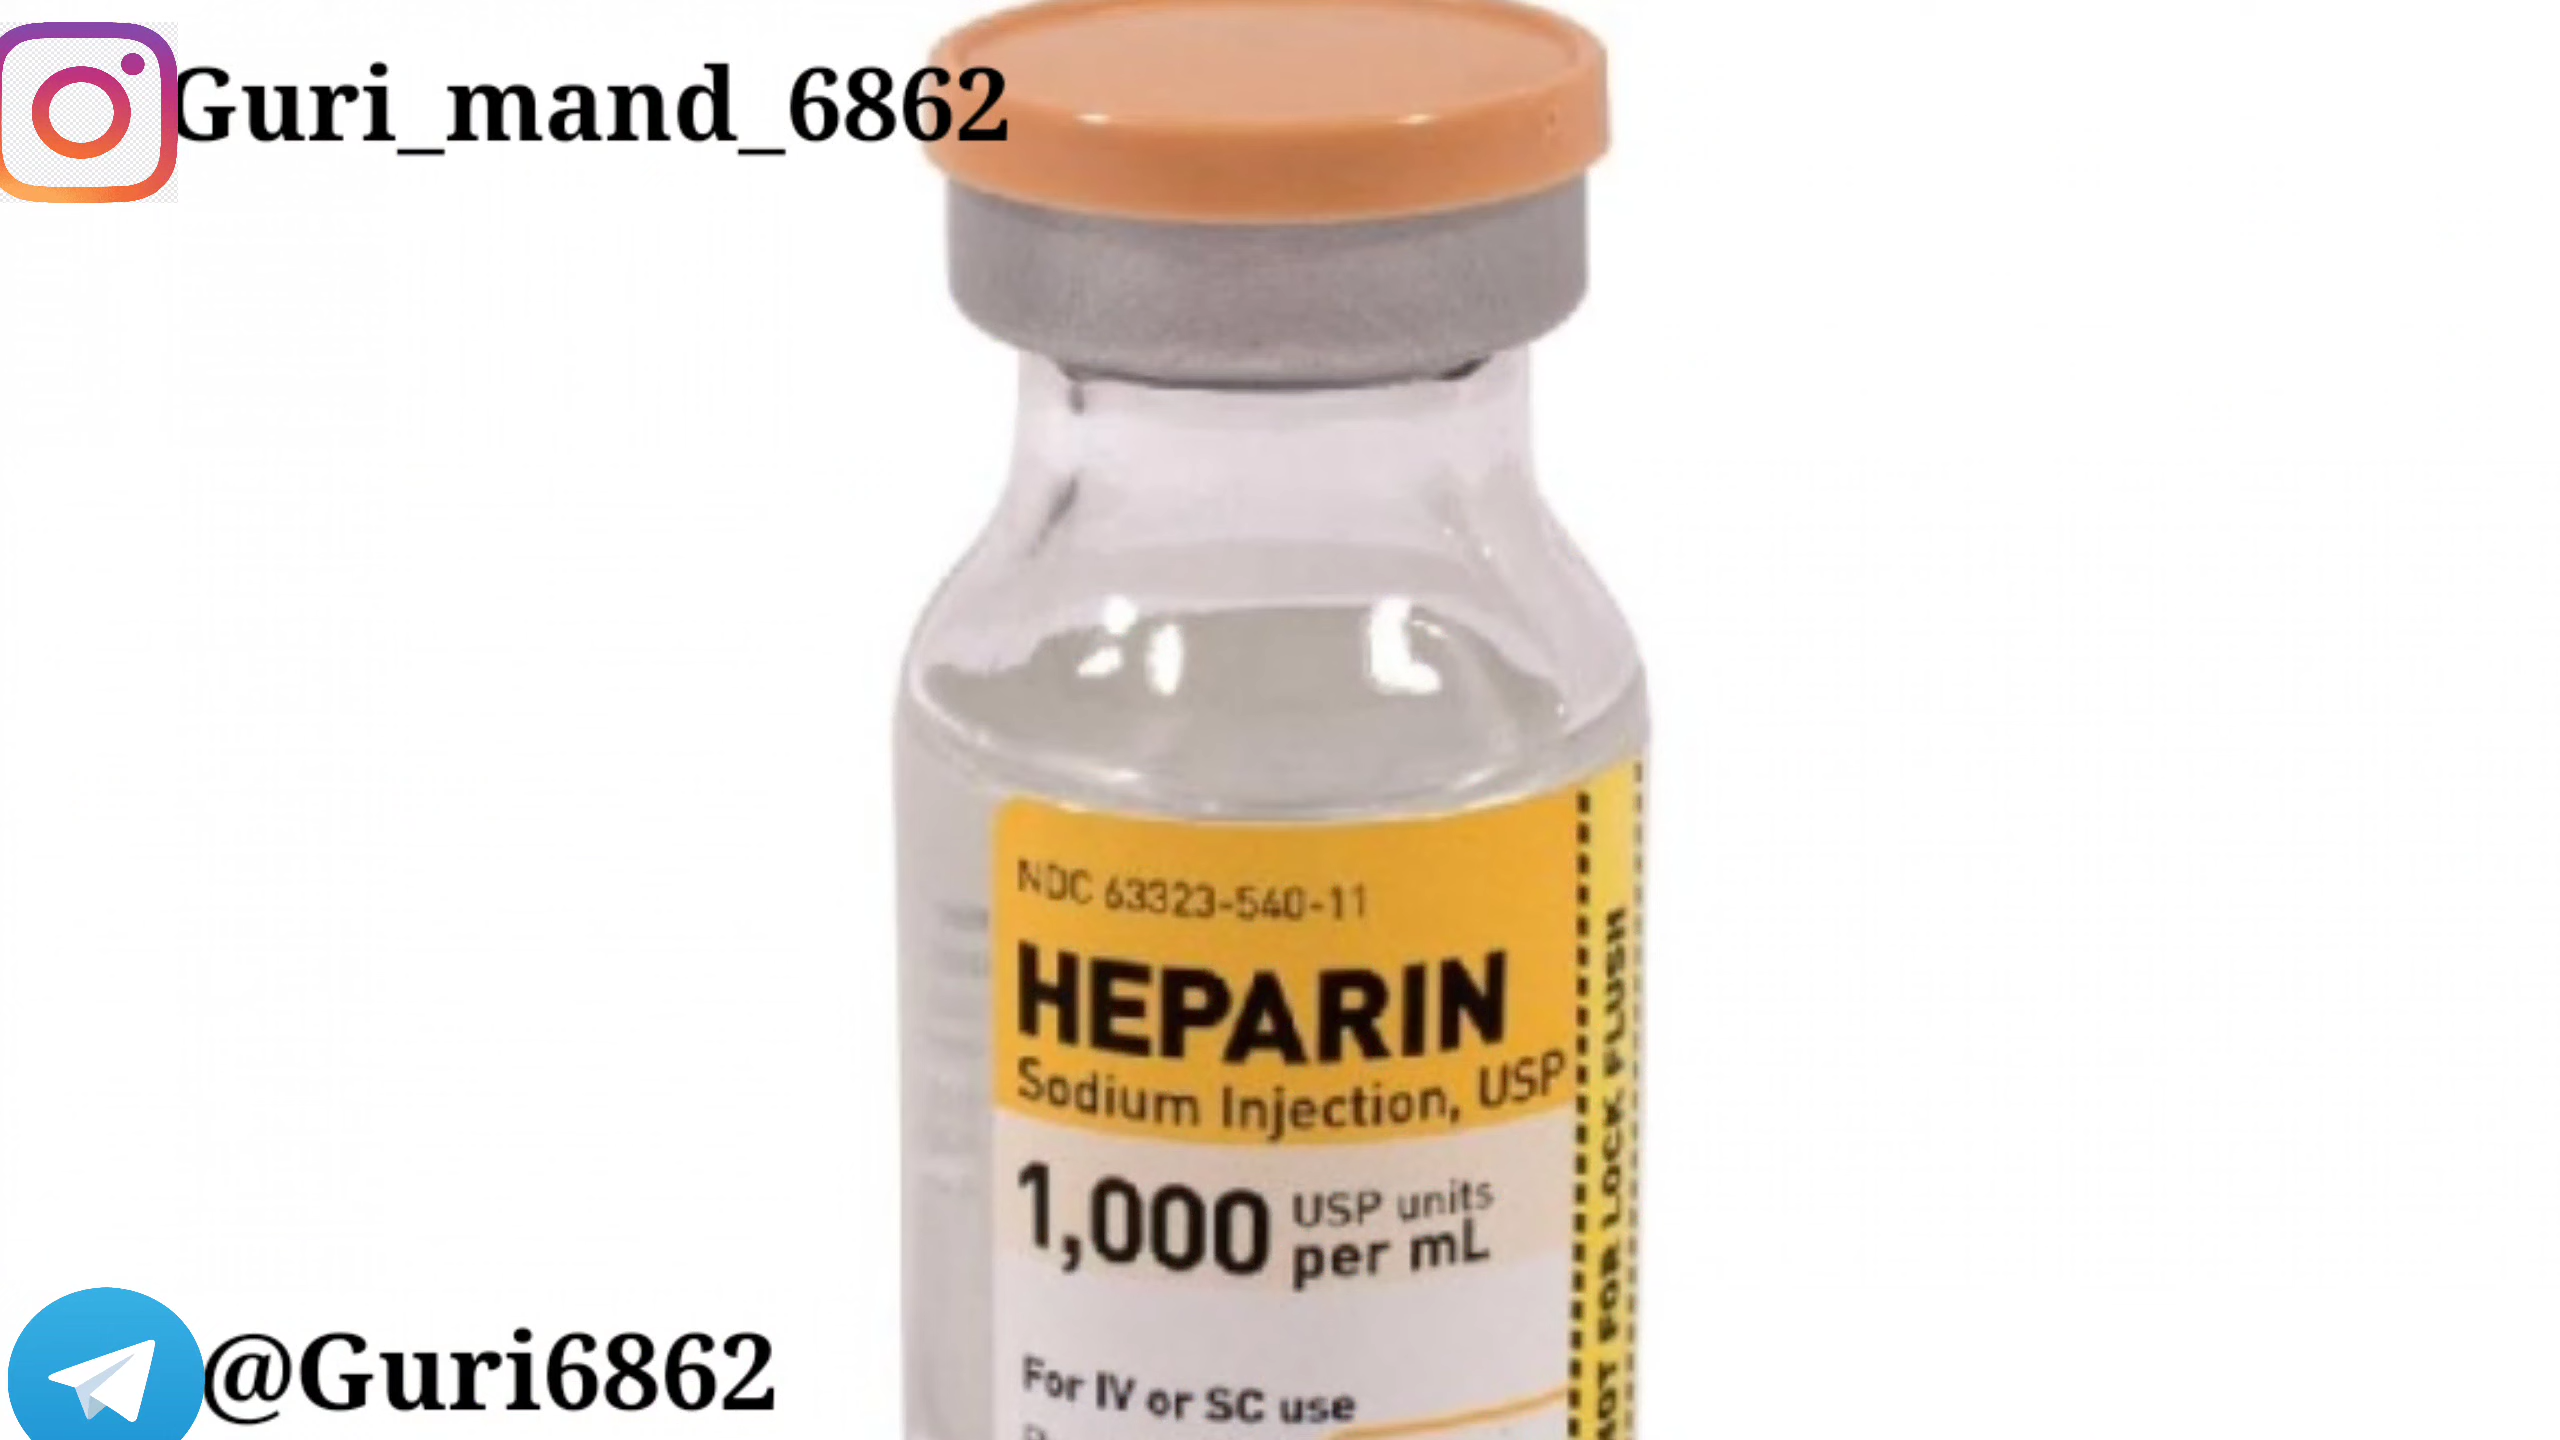 Guri_mand_6862
NDC 63323-540-11
HEPARIN
Sodium Injection, USP
1,000 USP units
per mL
For IV or SC use
NOT FOR LOCK FLUSH
@Guri6862